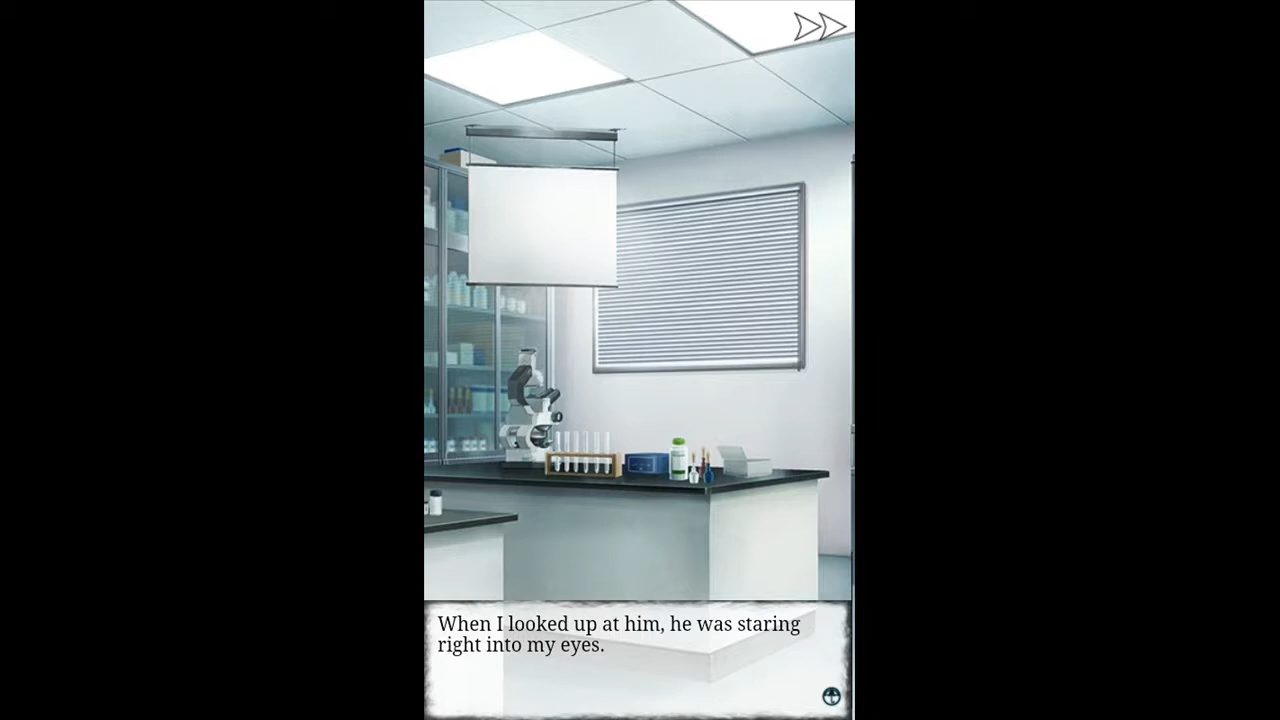 When I looked up at him, he was staring
right into my eyes.